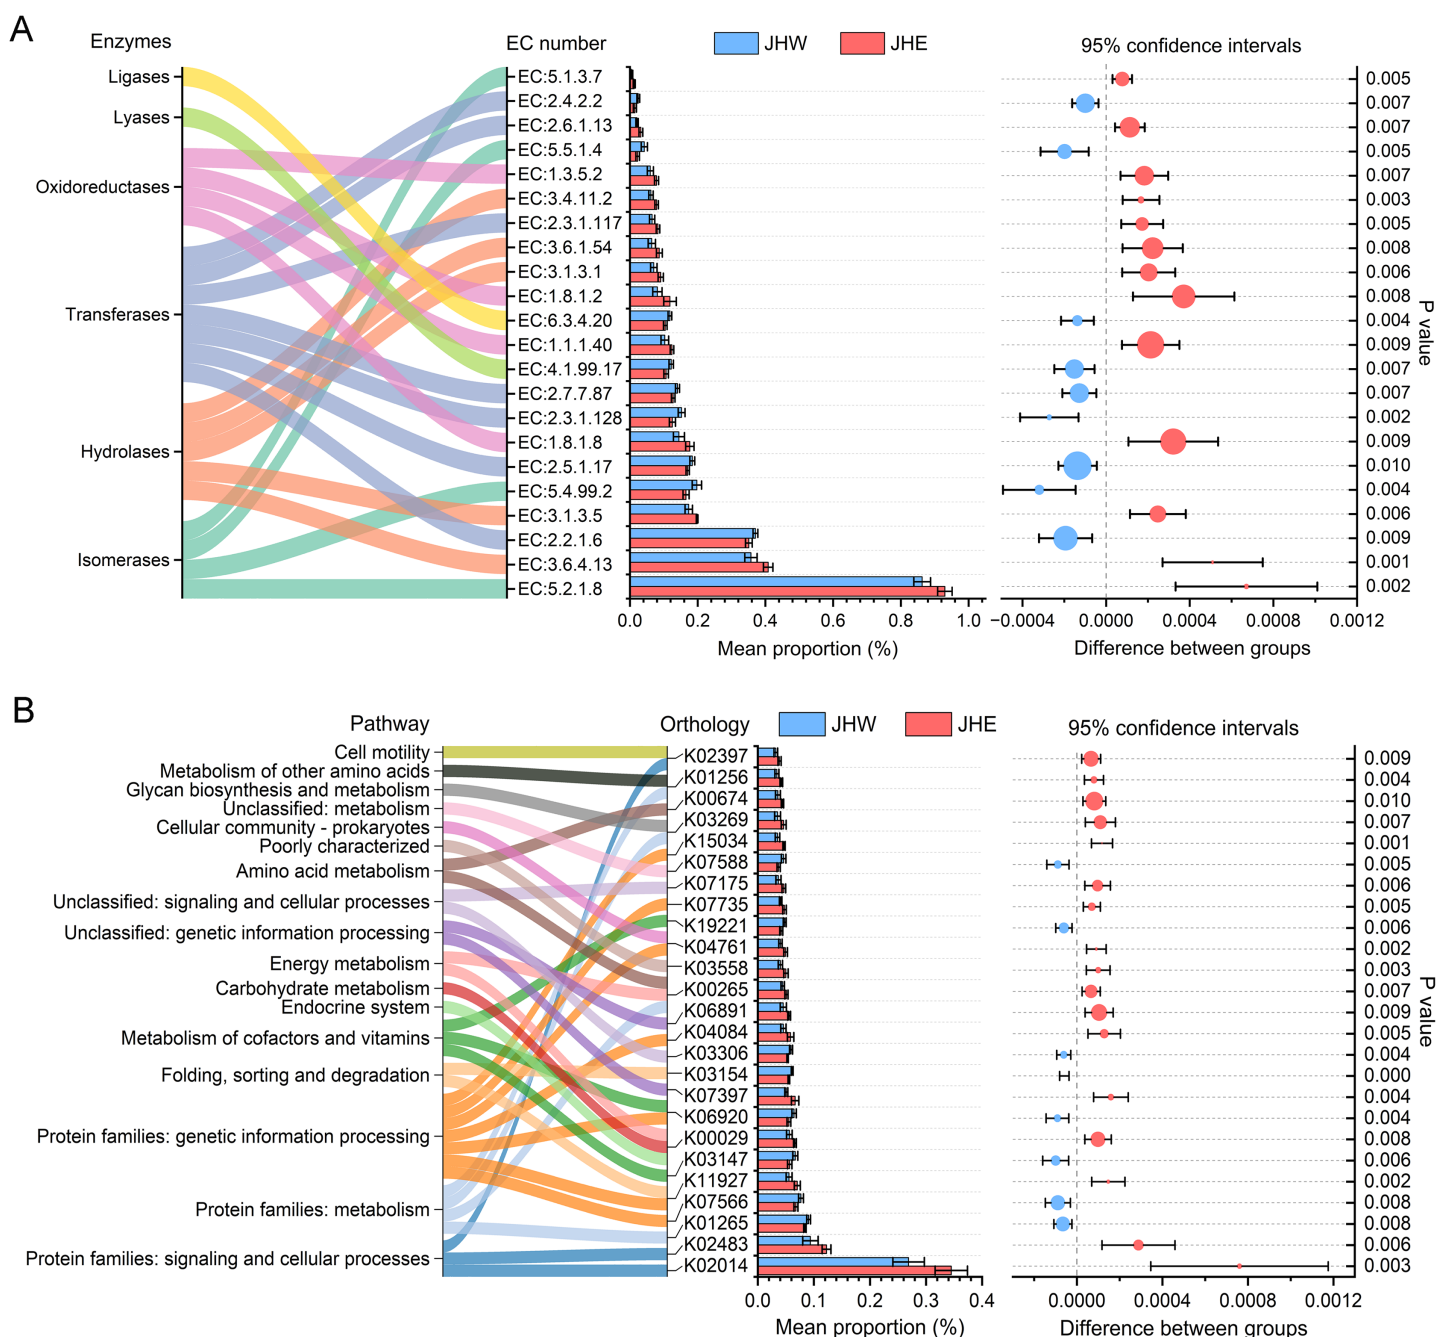 A
Enzymes
EC number
JHW
JHE
95% confidence intervals
Ligases
Lyases
Oxidoreductases
Transferases
Hydrolases
Isomerases
EC:5.1.3.7
EC:2.4.2.2
EC:2.6.1.13
EC:5.5.1.4
EC:1.3.5.2
EC:3.4.11.2
EC:2.3.1.117
EC:3.6.1.54
EC:3.1.3.1
EC:1.8.1.2
EC:6.3.4.20
EC:1.1.1.40
EC:4.1.99.17
EC:2.7.7.87
EC:2.3.1.128
EC:1.8.1.8
EC:2.5.1.17
EC:5.4.99.2
EC:3.1.3.5
EC:2.2.1.6
EC:3.6.4.13
EC:5.2.1.8
0.0 0.2 0.4 0.6 0.8 1.0
Mean proportion (%)
−0.0004 0.0000 0.0004 0.0008 0.0012
Difference between groups
0.005
0.007
0.007
0.005
0.007
0.003
0.005
0.008
0.006
0.008
0.004
0.009
0.007
0.007
0.002
0.009
0.010
0.004
0.006
0.009
0.001
0.002
P value
B
Pathway
Orthology
JHW
JHE
95% confidence intervals
Cell motility
Metabolism of other amino acids
Glycan biosynthesis and metabolism
Unclassified: metabolism
Cellular community - prokaryotes
Poorly characterized
Amino acid metabolism
Unclassified: signaling and cellular processes
Unclassified: genetic information processing
Energy metabolism
Carbohydrate metabolism
Endocrine system
Metabolism of cofactors and vitamins
Folding, sorting and degradation
Protein families: genetic information processing
Protein families: metabolism
Protein families: signaling and cellular processes
K02397
K01256
K00674
K03269
K15034
K07588
K07175
K07735
K19221
K04761
K03558
K00265
K06891
K04084
K03306
K03154
K07397
K06920
K00029
K03147
K11927
K07566
K01265
K02483
K02014
0.0 0.1 0.2 0.3 0.4
Mean proportion (%)
0.0000 0.0004 0.0008 0.0012
Difference between groups
0.009
0.004
0.010
0.007
0.001
0.005
0.006
0.005
0.006
0.002
0.003
0.007
0.009
0.005
0.004
0.000
0.004
0.004
0.008
0.006
0.002
0.008
0.008
0.006
0.003
P value